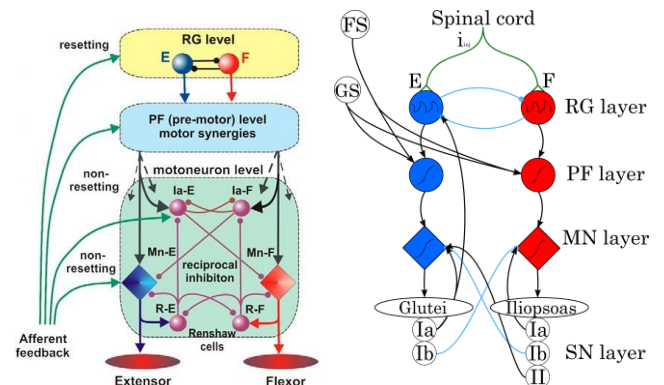 RG level
resetting
E
F
PF (pre-motor) level
motor synergies
non-
resetting
motoneuron level
Ia-E
Ia-F
Mn-E
Mn-F
non-
resetting
reciprocal
inhibiton
R-E
R-F
Renshaw
cells
Afferent
feedback
Extensor
Flexor
Spinal cord
FS
i inj
GS
E
F
RG layer
PF layer
MN layer
Glutei
Iliopsoas
Ia
Ia
Ib
Ib
SN layer
II